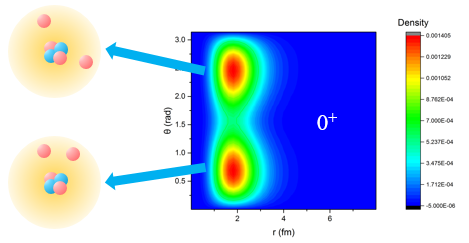 Density
0.001405
0.001229
0.001053
8.762E-04
7.000E-04
5.237E-04
3.475E-04
1.712E-04
-5.000E-06
3.0
2.5
2.0
1.5
1.0
0.5
θ (rad)
0⁺
2
4
6
r (fm)